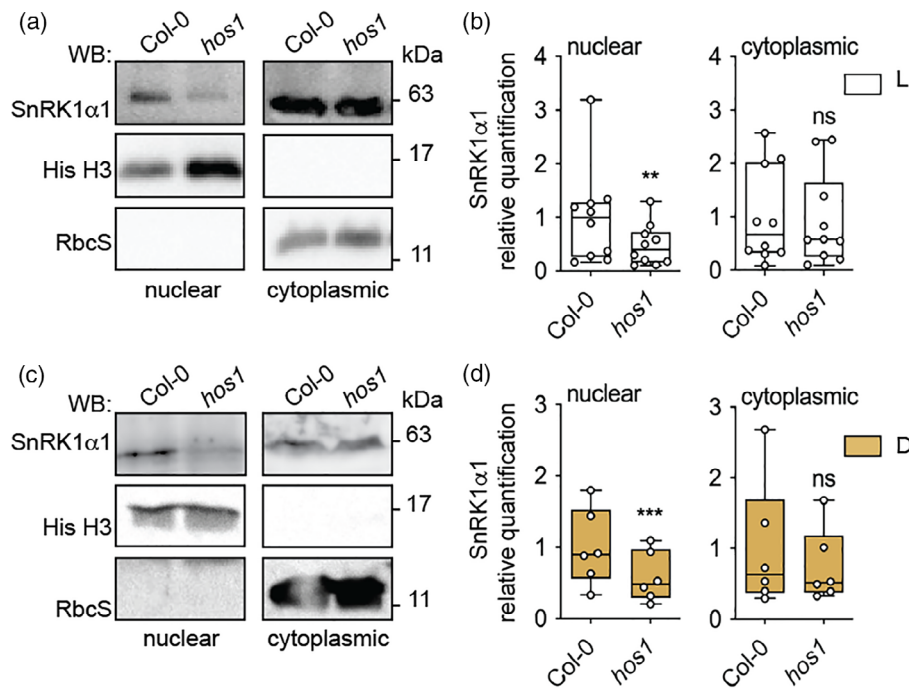 (a)
WB: Col-0 hos1 Col-0 hos1 kDa
SnRK1α1 63
His H3 17
RbcS 11
nuclear cytoplasmic
(b)
nuclear cytoplasmic
SnRK1α1
relative quantification
4 3 2 1 0
**
Col-0 hos1
4 3 2 1 0
ns
Col-0 hos1
L
(c)
WB: Col-0 hos1 Col-0 hos1 kDa
SnRK1α1 63
His H3 17
RbcS 11
nuclear cytoplasmic
(d)
nuclear cytoplasmic
SnRK1α1
relative quantification
3 2 1 0
***
Col-0 hos1
3 2 1 0
ns
Col-0 hos1
D